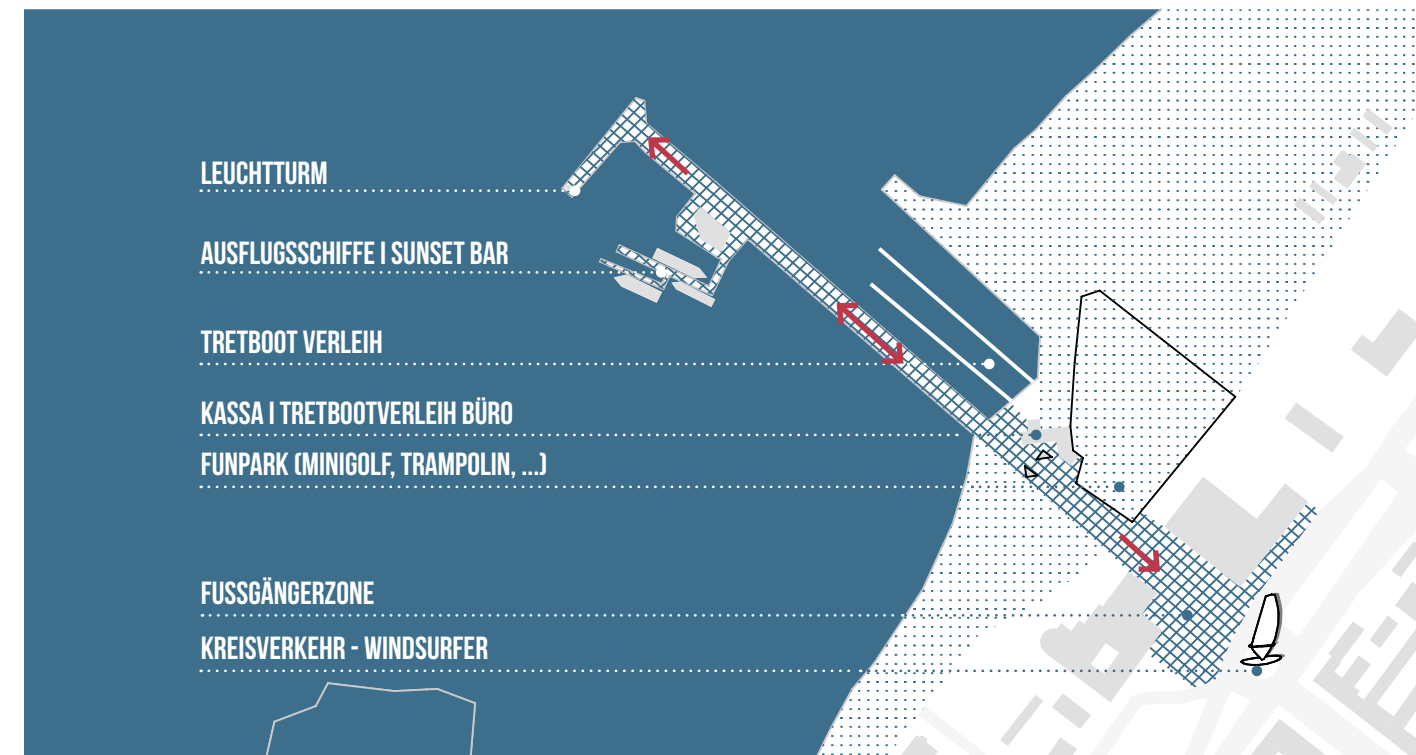 LEUCHTTURM
AUSFLUGSSCHIFFE I SUNSET BAR
TRETBOOT VERLEIH
KASSA I TRETBOOTVERLEIH BÜRO
FUNPARK (MINIGOLF, TRAMPOLIN, ...)
FUSSGÄNGERZONE
KREISVERKEHR - WINDSURFER